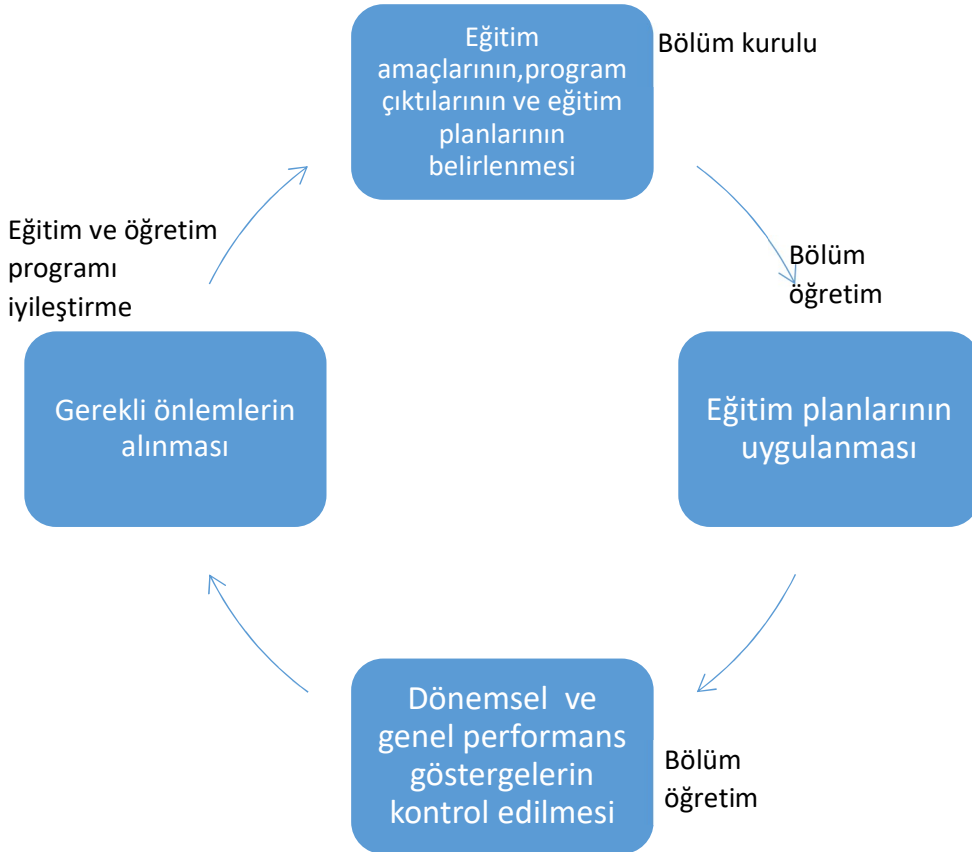 Eğitim
amaçlarının,program
çıktılarının ve eğitim
planlarının
belirlenmesi
Bölüm kurulu
Eğitim ve öğretim
programı
iyileştirme
Bölüm
öğretim
Gerekli önlemlerin
alınması
Eğitim planlarının
uygulanması
Dönemsel  ve
genel performans
göstergelerin
kontrol edilmesi
Bölüm
öğretim